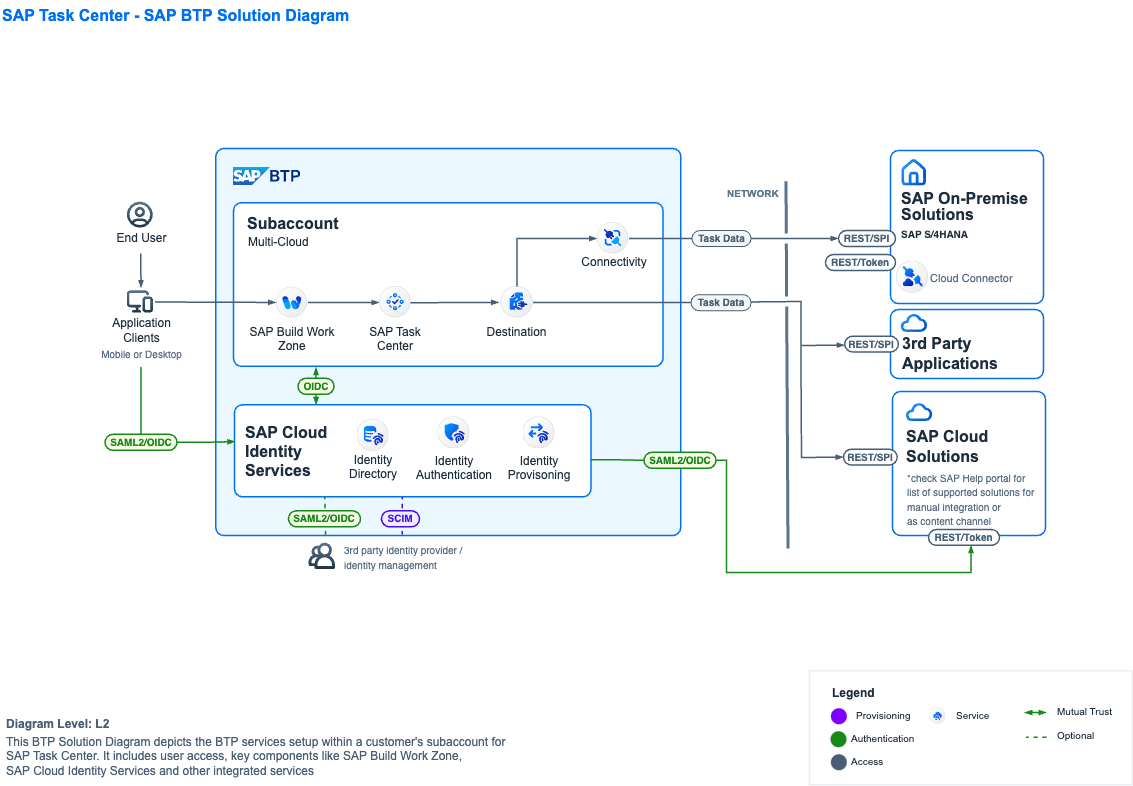 SAP Task Center - SAP BTP Solution Diagram
SAP BTP
Subaccount
Multi-Cloud
End User
Application
Clients
Mobile or Desktop
SAP Build Work
Zone
SAP Task
Center
Destination
Connectivity
Task Data
Task Data
NETWORK
REST/SPI
REST/Token
SAP On-Premise
Solutions
SAP S/4HANA
Cloud Connector
REST/SPI
3rd Party
Applications
REST/SPI
SAP Cloud
Solutions
*check SAP Help portal for
list of supported solutions for
manual integration or
as content channel
REST/Token
OIDC
SAML2/OIDC
SAP Cloud
Identity
Services
Identity
Directory
Identity
Authentication
Identity
Provisoning
SAML2/OIDC
SAML2/OIDC
SCIM
3rd party identity provider /
identity management
Diagram Level: L2
This BTP Solution Diagram depicts the BTP services setup within a customer's subaccount for
SAP Task Center. It includes user access, key components like SAP Build Work Zone,
SAP Cloud Identity Services and other integrated services
Legend
Provisioning
Service
Mutual Trust
Authentication
Optional
Access